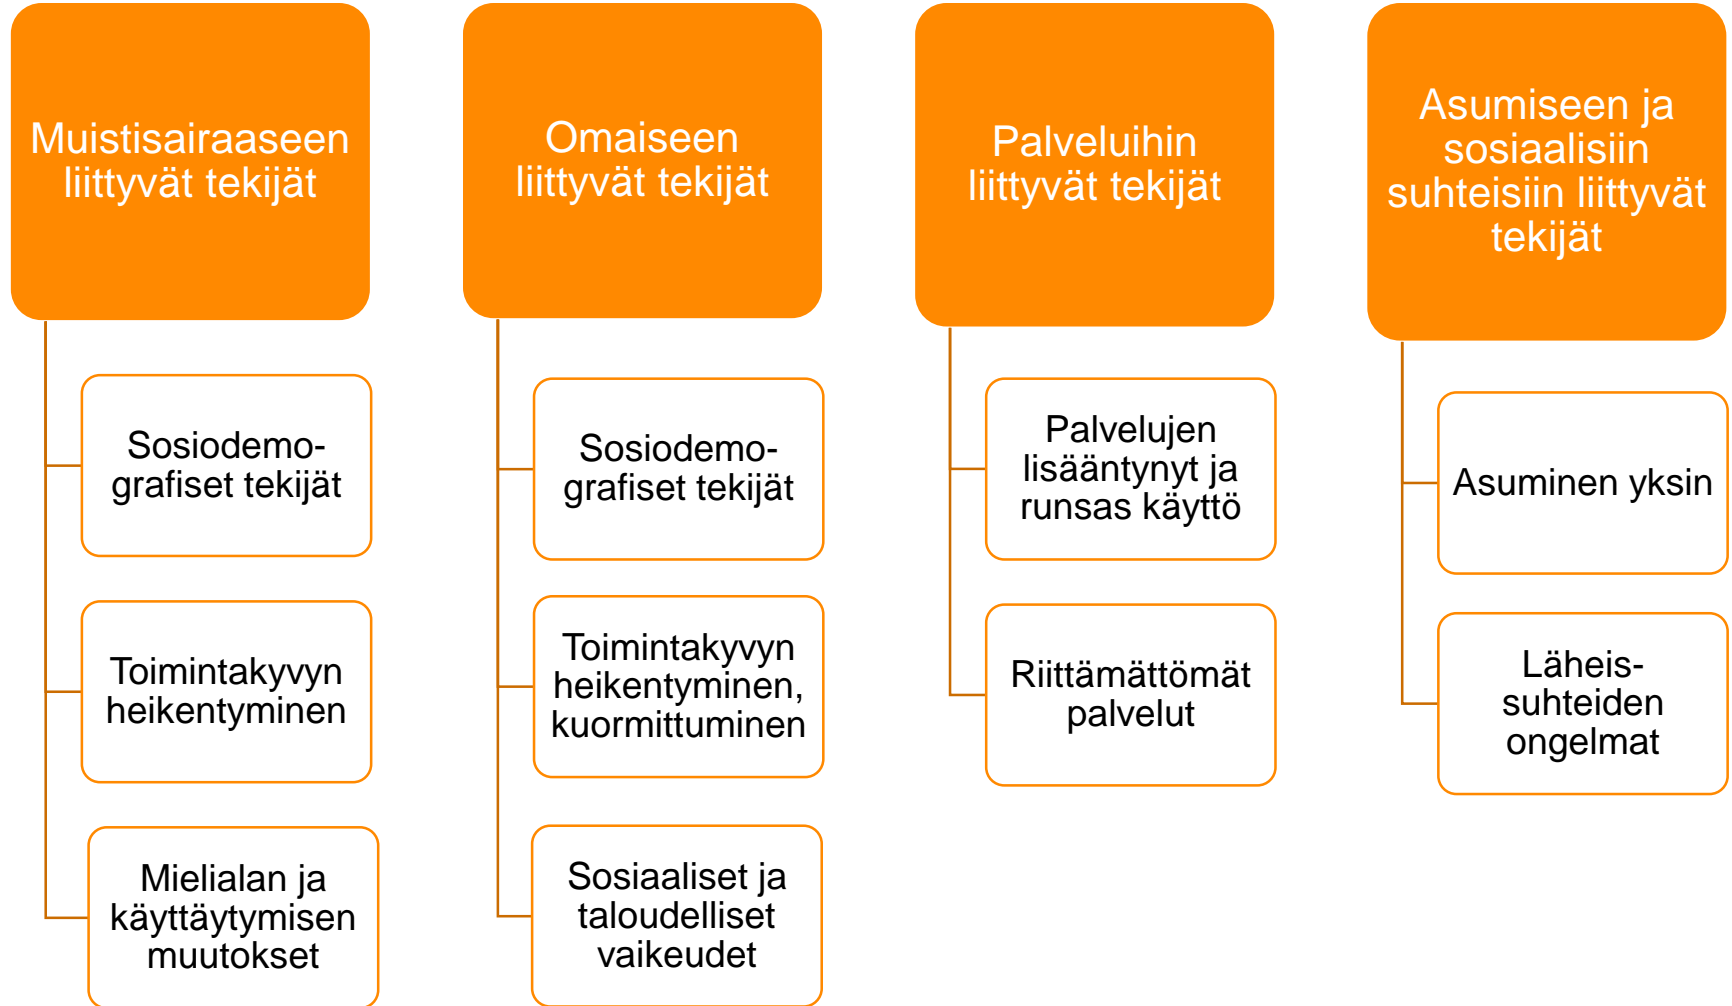 Muistisairaaseen
liittyvät tekijät
Sosiodemo-
grafiset tekijät
Toimintakyvyn
heikentyminen
Mielialan ja
käyttäytymisen
muutokset
Omaiseen
liittyvät tekijät
Sosiodemo-
grafiset tekijät
Toimintakyvyn
heikentyminen,
kuormittuminen
Sosiaaliset ja
taloudelliset
vaikeudet
Palveluihin
liittyvät tekijät
Palvelujen
lisääntynyt ja
runsas käyttö
Riittämättömät
palvelut
Asumiseen ja
sosiaalisiin
suhteisiin liittyvät
tekijät
Asuminen yksin
Läheis-
suhteiden
ongelmat